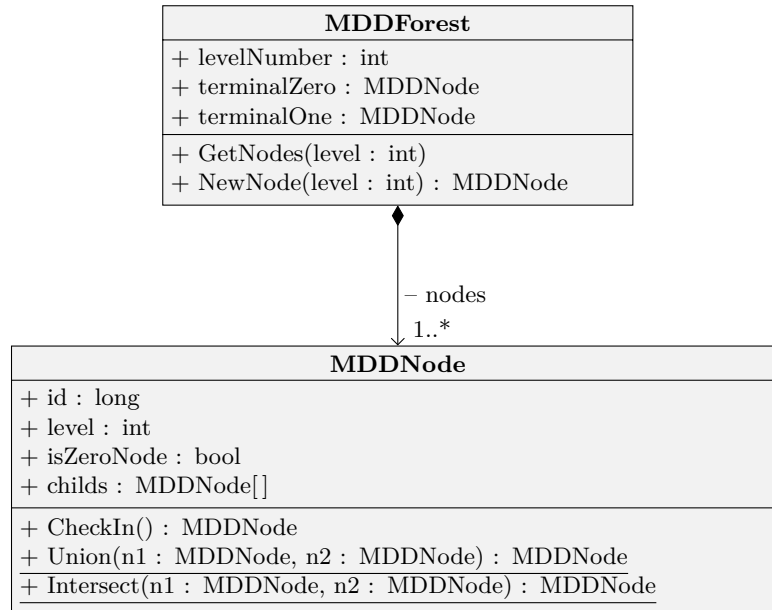 MDDForest
+ levelNumber : int
+ terminalZero : MDDNode
+ terminalOne : MDDNode
+ GetNodes(level : int)
+ NewNode(level : int) : MDDNode
– nodes
1..*
MDDNode
+ id : long
+ level : int
+ isZeroNode : bool
+ childs : MDDNode[]
+ CheckIn() : MDDNode
+ Union(n1 : MDDNode, n2 : MDDNode) : MDDNode
+ Intersect(n1 : MDDNode, n2 : MDDNode) : MDDNode